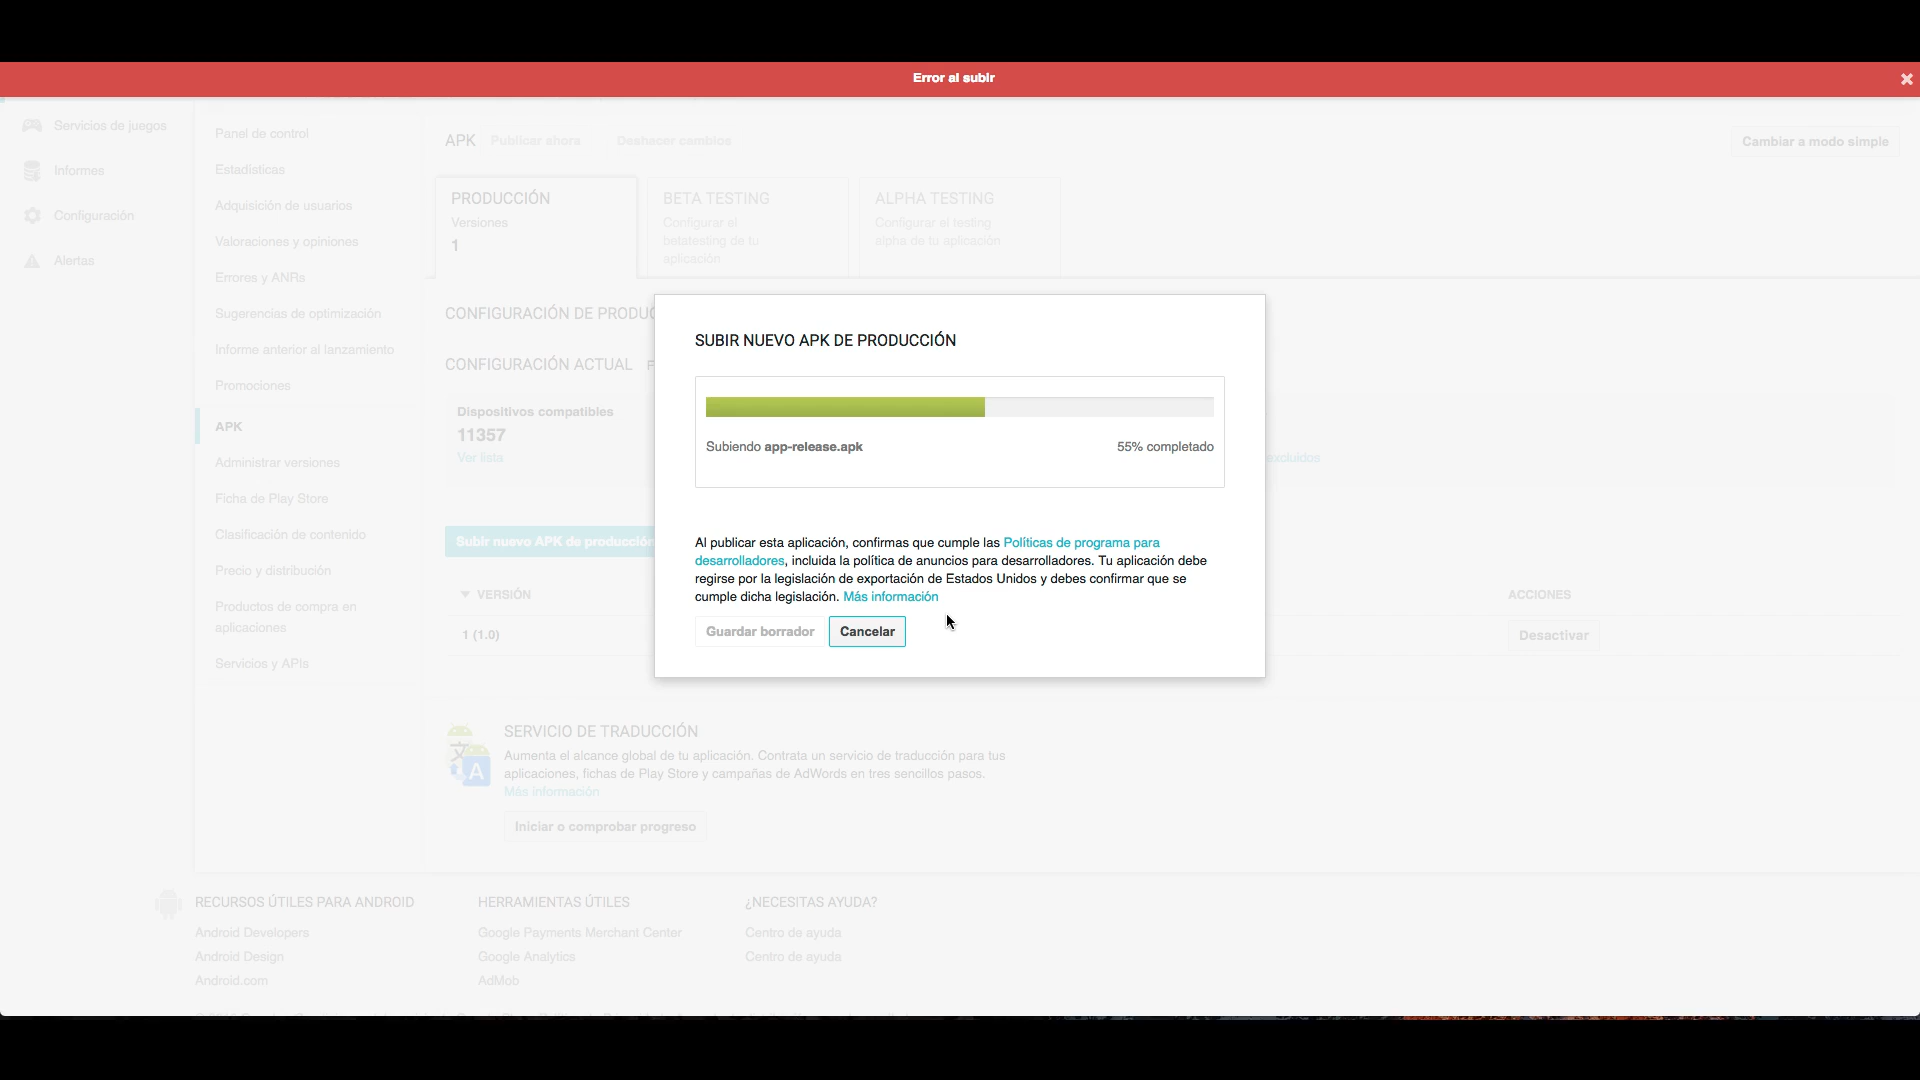 Error al subir
Servicios de juegos
Informes
Configuración
Alertas
Panel de control
Estadísticas
Adquisición de usuarios
Valoraciones y opiniones
Errores y ANRs
Sugerencias de optimización
Informe anterior al lanzamiento
Promociones
APK
Administrar versiones
Ficha de Play Store
Clasificación de contenido
Precio y distribución
Productos de compra en
aplicaciones
Servicios y APIs
APK Publicar ahora Deshacer cambios
Cambiar a modo simple
PRODUCCIÓN
Versiones
1
BETA TESTING
Configurar el
betatesting de tu
aplicación
ALPHA TESTING
Configurar el testing
alpha de tu aplicación
CONFIGURACIÓN DE PRODUC
CONFIGURACIÓN ACTUAL
Dispositivos compatibles
11357
Ver lista
excluidos
Subir nuevo APK de producción
VERSIÓN
ACCIONES
1 (1.0)
Desactivar
SUBIR NUEVO APK DE PRODUCCIÓN
Subiendo app-release.apk
55% completado
Al publicar esta aplicación, confirmas que cumple las Políticas de programa para
desarrolladores, incluida la política de anuncios para desarrolladores. Tu aplicación debe
regirse por la legislación de exportación de Estados Unidos y debes confirmar que se
cumple dicha legislación. Más información
Guardar borrador
Cancelar
SERVICIO DE TRADUCCIÓN
Aumenta el alcance global de tu aplicación. Contrata un servicio de traducción para tus
aplicaciones, fichas de Play Store y campañas de AdWords en tres sencillos pasos.
Más información
Iniciar o comprobar progreso
RECURSOS ÚTILES PARA ANDROID
Android Developers
Android Design
Android.com
HERRAMIENTAS ÚTILES
Google Payments Merchant Center
Google Analytics
AdMob
¿NECESITAS AYUDA?
Centro de ayuda
Centro de ayuda